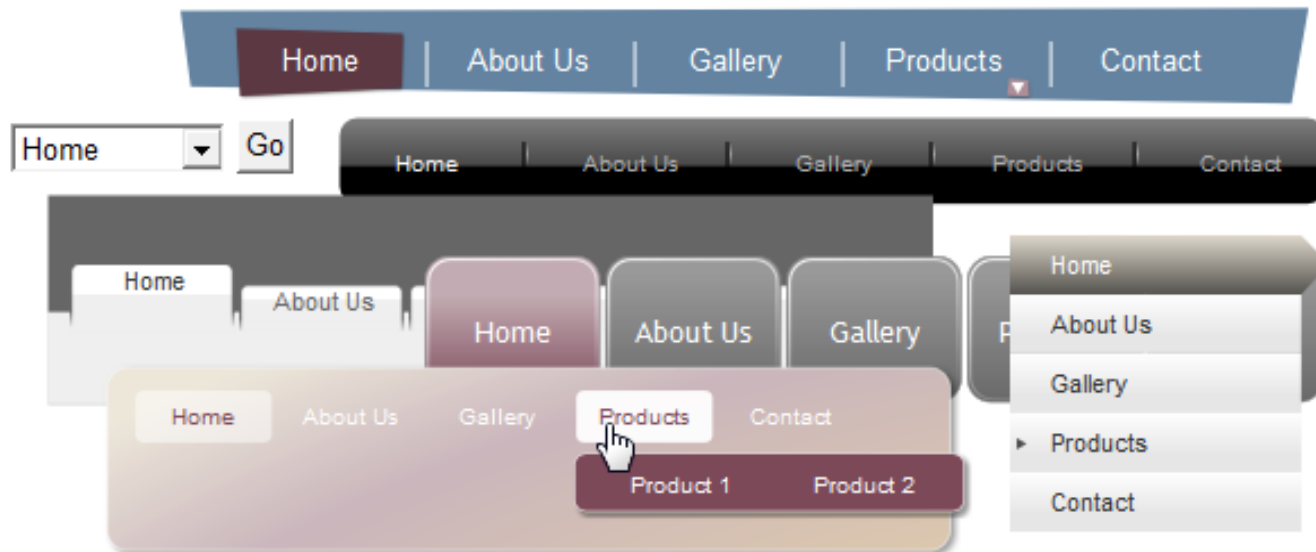 Home About Us Gallery Products Contact
Home Go
Home About Us Gallery Products Contact
Home About Us
Home About Us Gallery P
Home
About Us
Gallery
Products
Contact
Home About Us Gallery Products Contact
Product 1 Product 2